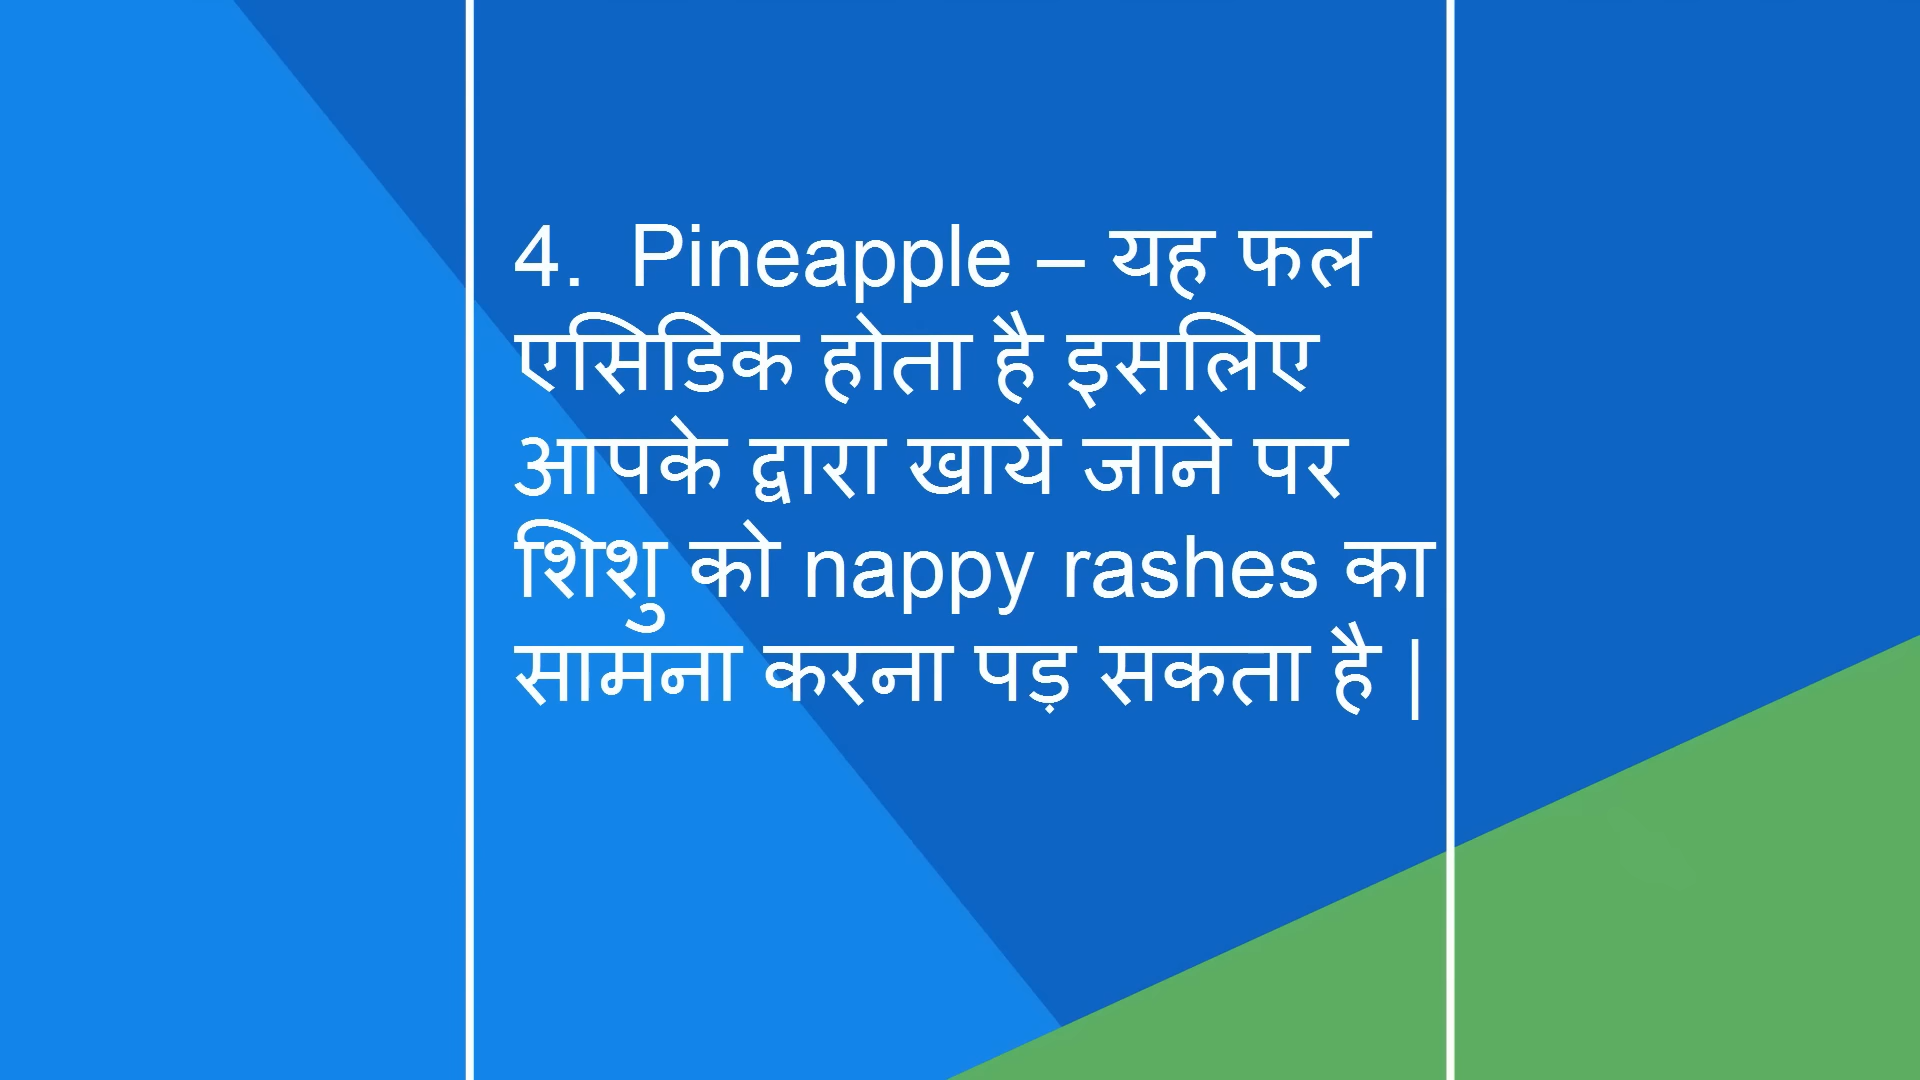 4.  Pineapple – यह फल
एसिडिक होता है इसलिए
आपके द्वारा खाये जाने पर
शिशु को nappy rashes का
सामना करना पड़ सकता है |